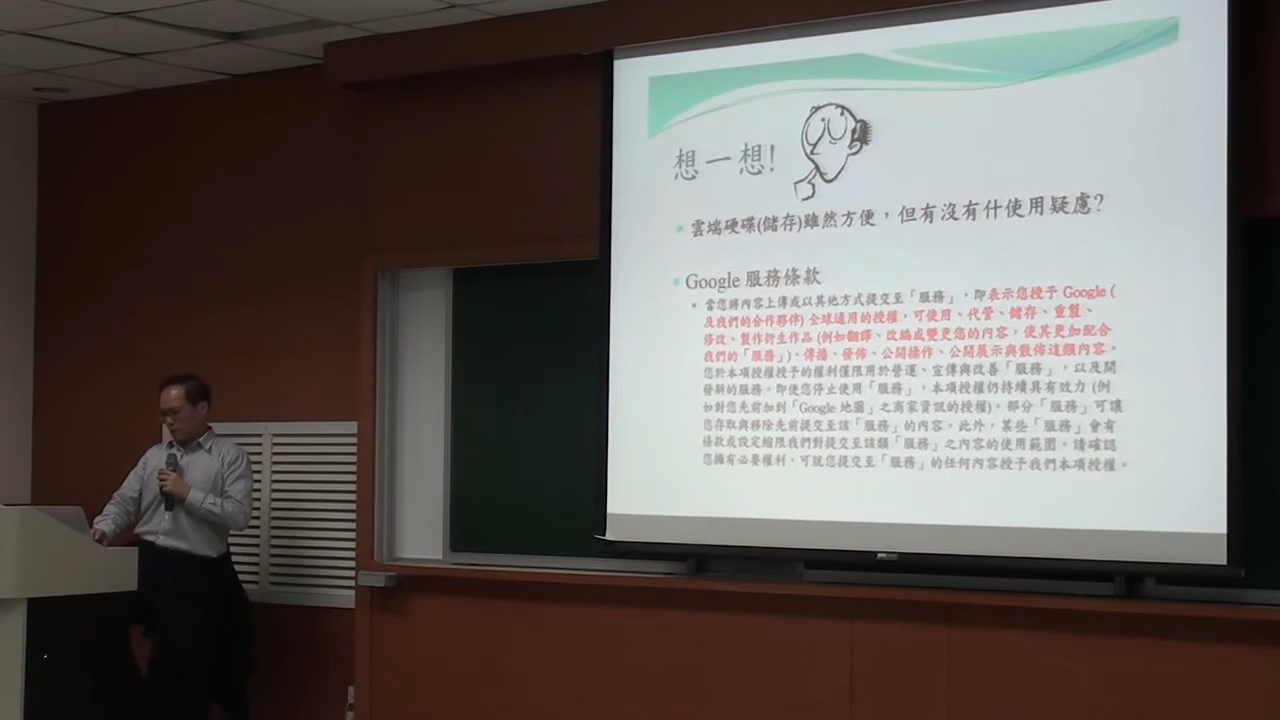 想一想!
雲端硬碟(儲存)雖然方便，但有沒有什使用疑慮?
Google 服務條款
當您將內容上傳或以其他方式提交至「服務」，即表示您授予 Google (
及我們的合作夥伴) 全球通用的授權，可使用、代管、儲存、重製、
修改、製作衍生作品 (例如翻譯、改編或變更您的內容，使其更加配合
我們的「服務」)、傳播、發佈、公開操作、公開展示與散佈這類內容。
您於本項授權授予的權利僅限用於營運、宣傳與改善「服務」，以及開
發新的服務。即使您停止使用「服務」，本項授權仍持續具有效力 (例
如對您先前加到「Google 地圖」之商家資訊的授權)。部分「服務」可讓
您存取與移除先前提交至該「服務」的內容。此外，某些「服務」會有
條款或設定縮限我們對提交至該類「服務」之內容的使用範圍。請確認
您擁有必要權利，可就您提交至「服務」的任何內容授予我們本項授權。